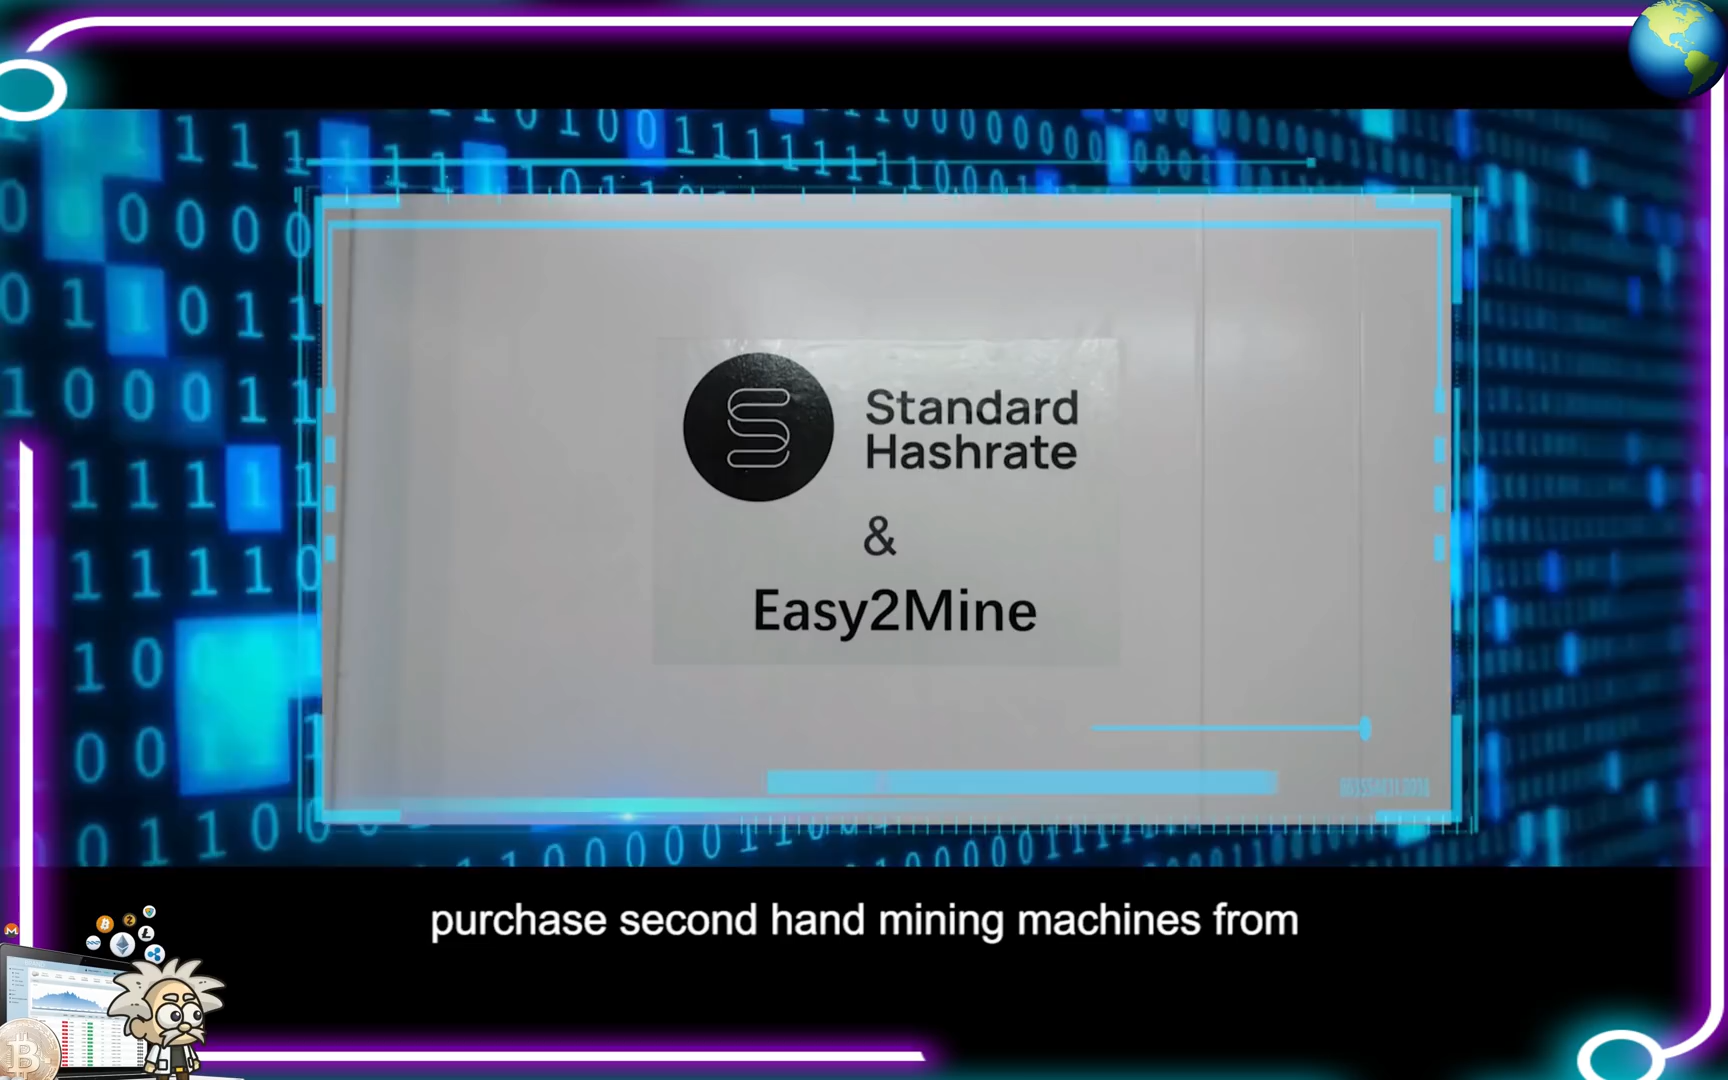 Standard
Hashrate
&
Easy2Mine
purchase second hand mining machines from